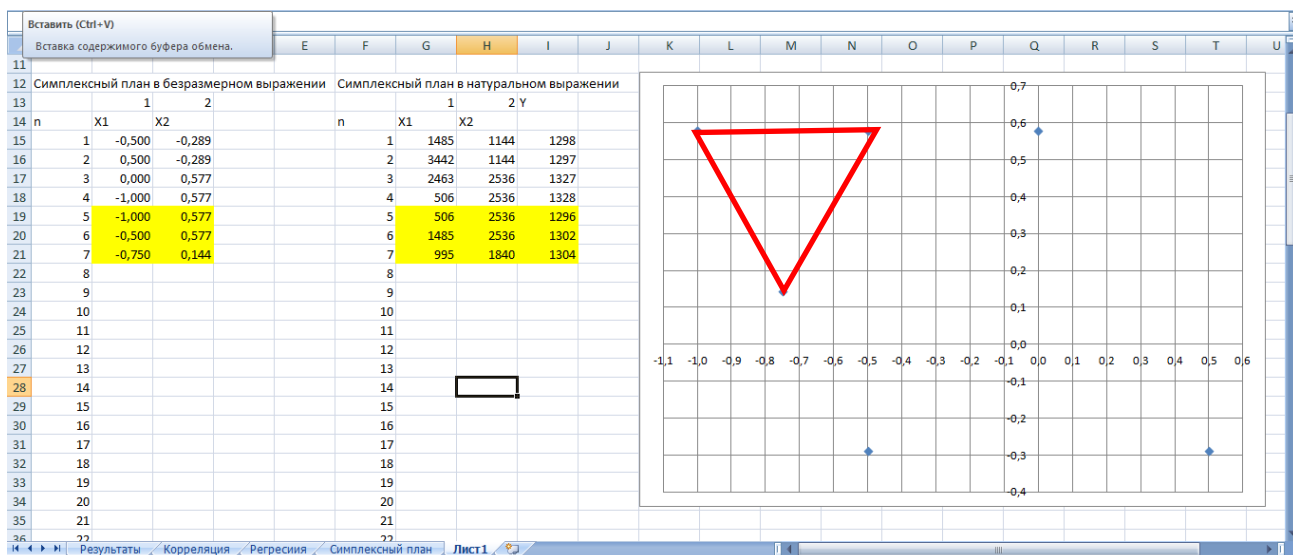 Вставить (Ctrl+V)
Вставка содержимого буфера обмена.
E F G H I J K L M N O P Q R S T U
11
12 Симплексный план в безразмерном выражении Симплексный план в натуральном выражении
13 1 2 1 2 Y
14 n X1 X2 n X1 X2
15 1 -0,500 -0,289 1 1485 1144 1298
16 2 0,500 -0,289 2 3442 1144 1297
17 3 0,000 0,577 3 2463 2536 1327
18 4 -1,000 0,577 4 506 2536 1328
19 5 -1,000 0,577 5 506 2536 1296
20 6 -0,500 0,577 6 1485 2536 1302
21 7 -0,750 0,144 7 995 1840 1304
22 8 8
23 9 9
24 10 10
25 11 11
26 12 12
27 13 13
28 14 14
29 15 15
30 16 16
31 17 17
32 18 18
33 19 19
34 20 20
35 21 21
36 22 22
0,7
0,6
0,5
0,4
0,3
0,2
0,1
0,0
-1,1 -1,0 -0,9 -0,8 -0,7 -0,6 -0,5 -0,4 -0,3 -0,2 -0,1 0,0 0,1 0,2 0,3 0,4 0,5 0,6
-0,1
-0,2
-0,3
-0,4
Результаты Корреляция Регресиия Симплексный план Лист1